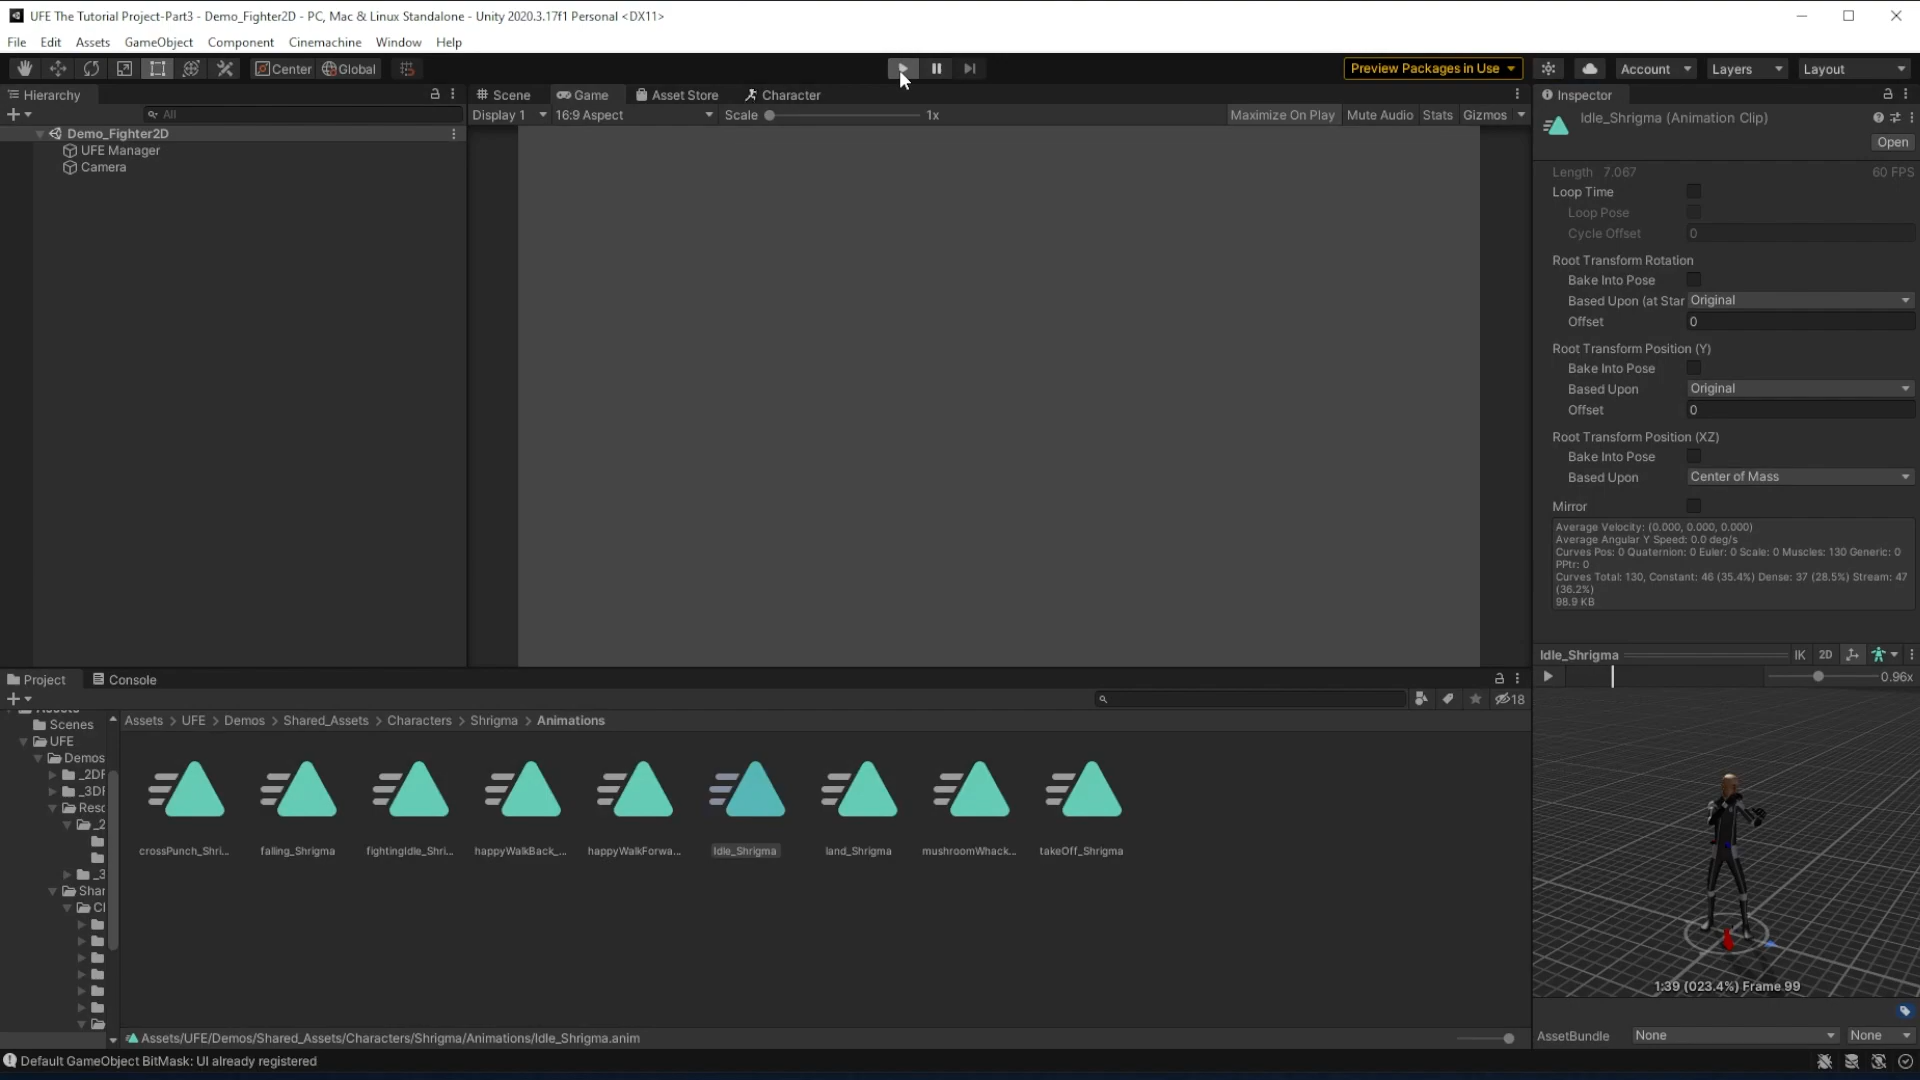 UFE The Tutorial Project-Part3 - Demo_Fighter2D - PC, Mac & Linux Standalone - Unity 2020.3.17f1 Personal <DX11>
File Edit Assets GameObject Component Cinemachine Window Help
Center Global Preview Packages in Use Account Layers Layout
Hierarchy Scene Game Asset Store Character Inspector
All Display 1 16:9 Aspect Scale 1x Maximize On Play Mute Audio Stats Gizmos
Idle_Shrigma (Animation Clip)
Open
Demo_Fighter2D
UFE Manager
Camera
Length 7.067 60 FPS
Loop Time
Loop Pose
Cycle Offset 0
Root Transform Rotation
Bake Into Pose
Based Upon (at Star Original
Offset 0
Root Transform Position (Y)
Bake Into Pose
Based Upon Original
Offset 0
Root Transform Position (XZ)
Bake Into Pose
Based Upon Center of Mass
Mirror
Average Velocity: (0.000, 0.000, 0.000)
Average Angular Y Speed: 0.0 deg/s
Curves Pos: 0 Quaternion: 0 Euler: 0 Scale: 0 Muscles: 130 Generic: 0
PPtr: 0
Curves Total: 130, Constant: 46 (35.4%) Dense: 37 (28.5%) Stream: 47
(36.2%)
98.9 KB
Idle_Shrigma IK 2D
0.96x
1:39 (023.4%) Frame 99
AssetBundle None None
Project Console
18
Assets > UFE > Demos > Shared_Assets > Characters > Shrigma > Animations
Scenes
UFE
Demos
_2DF
_3DF
Resc
_2
_3
Shar
Cl
crossPunch_Shri... falling_Shrigma fightingIdle_Shri... happyWalkBack_... happyWalkForwa... Idle_Shrigma land_Shrigma mushroomWhack... takeOff_Shrigma
Assets/UFE/Demos/Shared_Assets/Characters/Shrigma/Animations/Idle_Shrigma.anim
Default GameObject BitMask: UI already registered